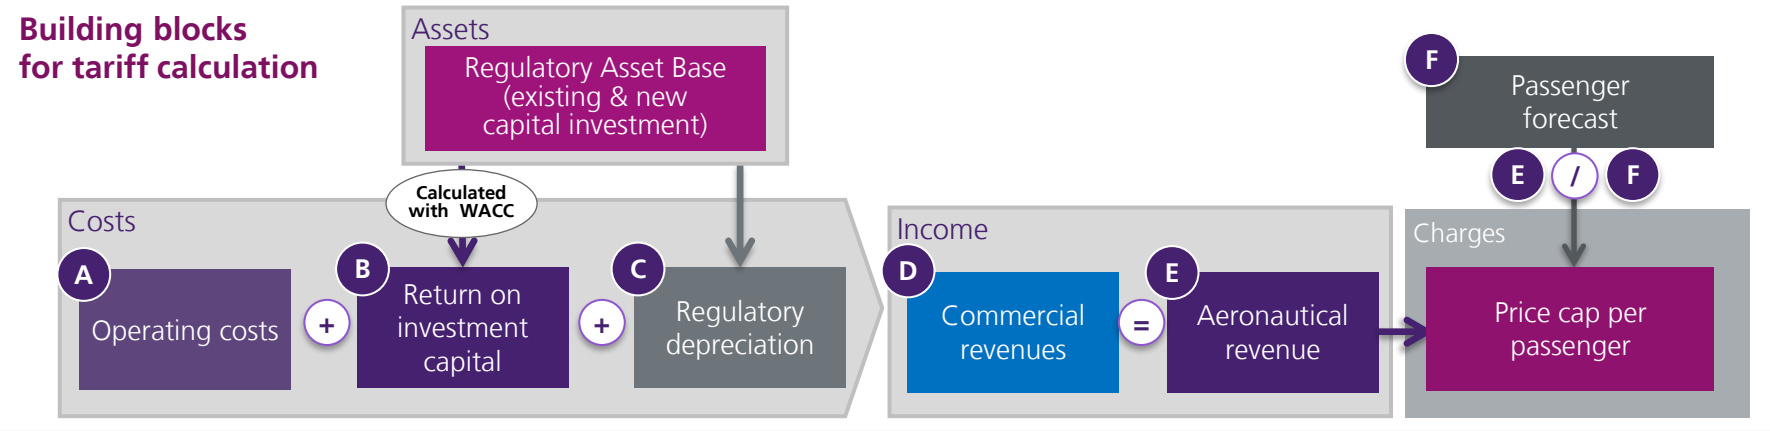 Building blocks
for tariff calculation
Assets
Regulatory Asset Base
(existing & new
capital investment)
Calculated
with WACC
Costs
A
Operating costs
+
B
Return on
investment
capital
+
C
Regulatory
depreciation
Income
D
Commercial
revenues
=
E
Aeronautical
revenue
F
Passenger
forecast
E / F
Charges
Price cap per
passenger